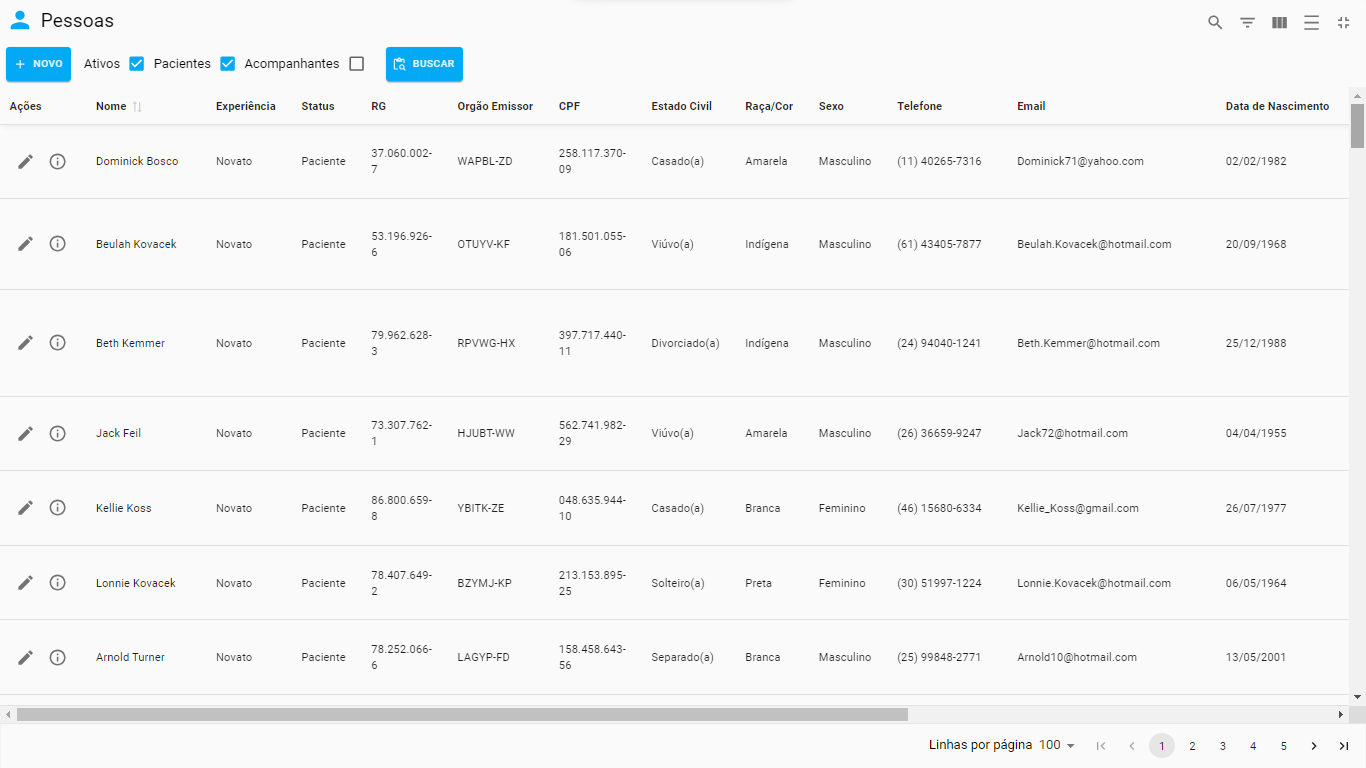 Pessoas
NOVO Ativos Pacientes Acompanhantes BUSCAR
Ações Nome Experiência Status RG Orgão Emissor CPF Estado Civil Raça/Cor Sexo Telefone Email Data de Nascimento
Dominick Bosco Novato Paciente 37.060.002-7 WAPBL-ZD 258.117.370-09 Casado(a) Amarela Masculino (11) 40265-7316 Dominick71@yahoo.com 02/02/1982
Beulah Kovacek Novato Paciente 53.196.926-6 OTUYV-KF 181.501.055-06 Viúvo(a) Indígena Masculino (61) 43405-7877 Beulah.Kovacek@hotmail.com 20/09/1968
Beth Kemmer Novato Paciente 79.962.628-3 RPVWG-HX 397.717.440-11 Divorciado(a) Indígena Masculino (24) 94040-1241 Beth.Kemmer@hotmail.com 25/12/1988
Jack Feil Novato Paciente 73.307.762-1 HJUBT-WW 562.741.982-29 Viúvo(a) Amarela Masculino (26) 36659-9247 Jack72@hotmail.com 04/04/1955
Kellie Koss Novato Paciente 86.800.659-8 YBITK-ZE 048.635.944-10 Casado(a) Branca Feminino (46) 15680-6334 Kellie_Koss@gmail.com 26/07/1977
Lonnie Kovacek Novato Paciente 78.407.649-2 BZYMJ-KP 213.153.895-25 Solteiro(a) Preta Feminino (30) 51997-1224 Lonnie.Kovacek@hotmail.com 06/05/1964
Arnold Turner Novato Paciente 78.252.066-6 LAGYP-FD 158.458.643-56 Separado(a) Branca Masculino (25) 99848-2771 Arnold10@hotmail.com 13/05/2001
Linhas por página 100 1 2 3 4 5